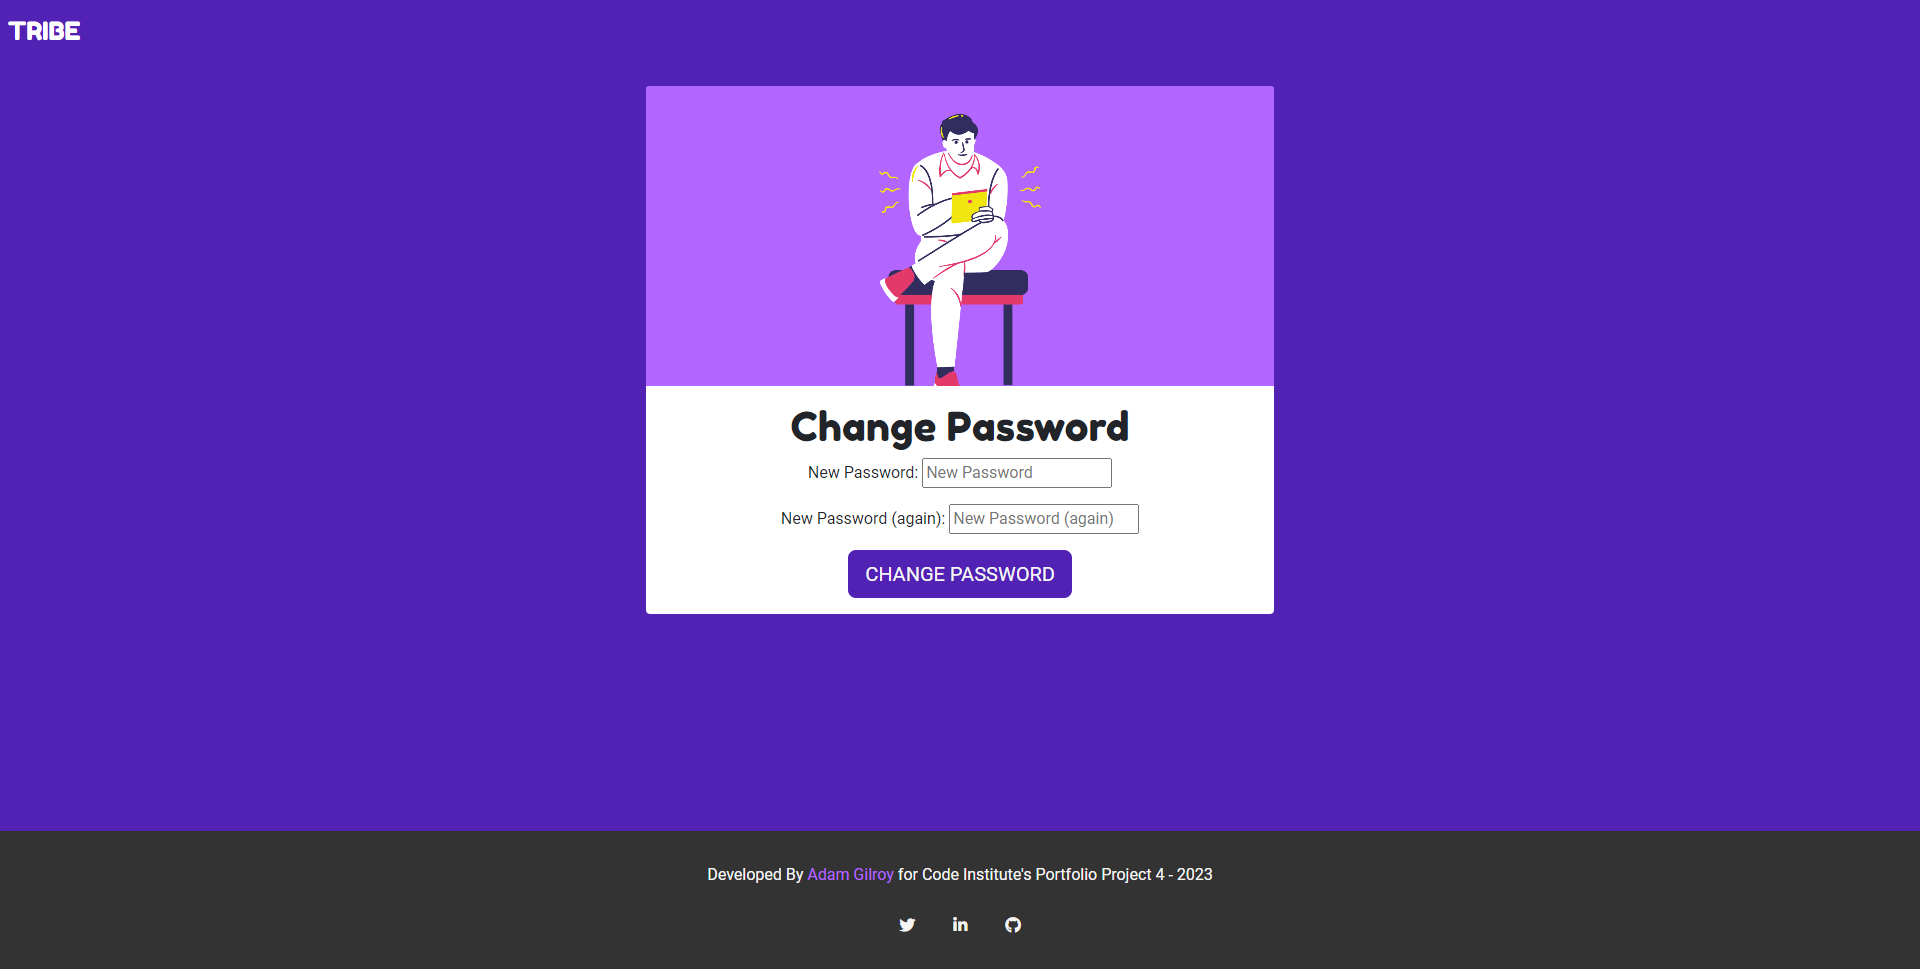 TRIBE
Change Password
New Password: New Password
New Password (again): New Password (again)
CHANGE PASSWORD
Developed By Adam Gilroy for Code Institute's Portfolio Project 4 - 2023